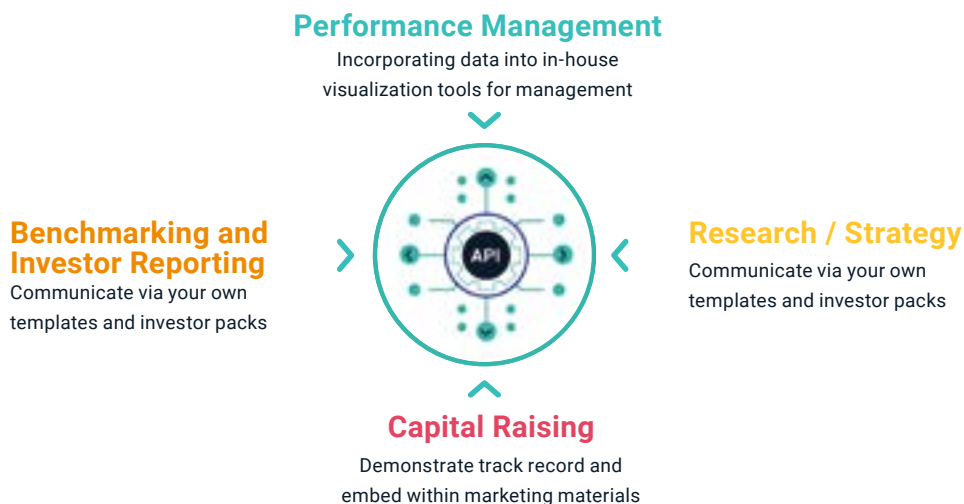 Performance Management
Incorporating data into in-house
visualization tools for management
Benchmarking and
Investor Reporting
Communicate via your own
templates and investor packs
API
Research / Strategy
Communicate via your own
templates and investor packs
Capital Raising
Demonstrate track record and
embed within marketing materials